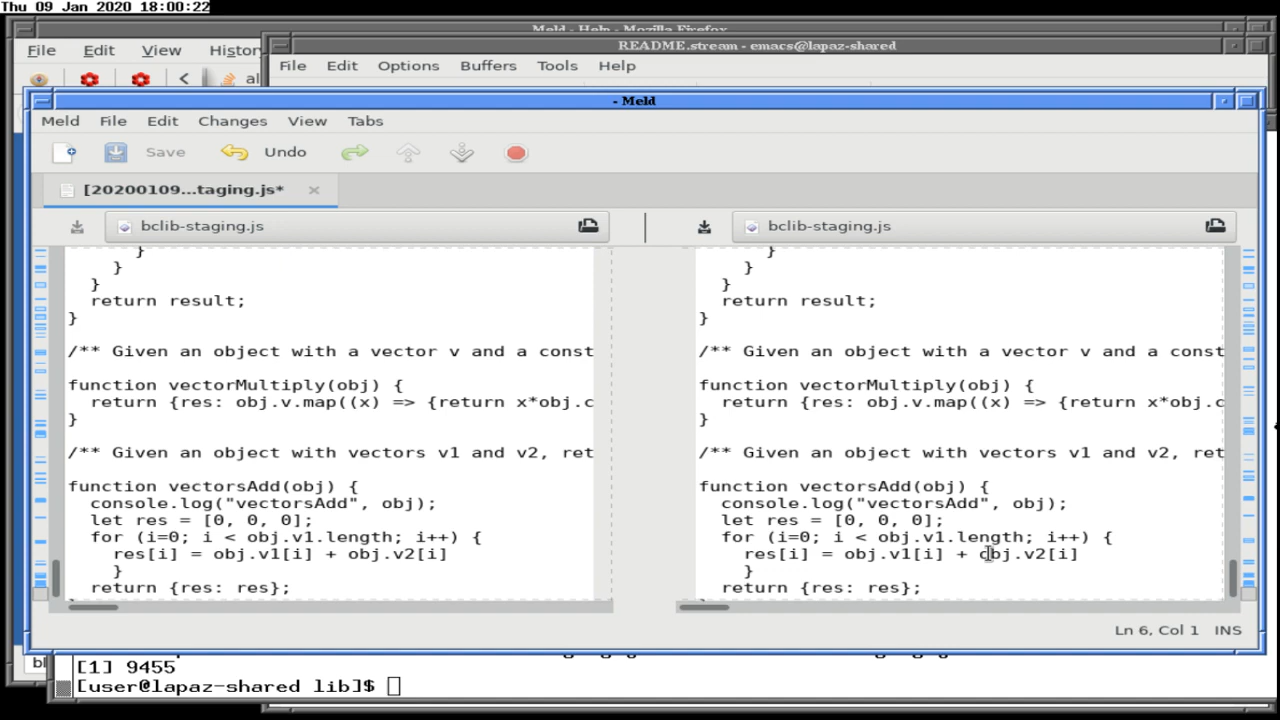 Thu 09 Jan 2020 18:00:22
Meld - Help - Mozilla Firefox
README.stream - emacs@lapaz-shared
File Edit View Histor
File Edit Options Buffers Tools Help
al
- Meld
Meld File Edit Changes View Tabs
Save Undo
[20200109...taging.js*
bclib-staging.js
bclib-staging.js
}
}
}
return result;
}
/** Given an object with a vector v and a const
function vectorMultiply(obj) {
return {res: obj.v.map((x) => {return x*obj.c
}
/** Given an object with vectors v1 and v2, ret
function vectorsAdd(obj) {
console.log("vectorsAdd", obj);
let res = [0, 0, 0];
for (i=0; i < obj.v1.length; i++) {
res[i] = obj.v1[i] + obj.v2[i]
}
return {res: res};
}
}
}
return result;
}
/** Given an object with a vector v and a const
function vectorMultiply(obj) {
return {res: obj.v.map((x) => {return x*obj.c
}
/** Given an object with vectors v1 and v2, ret
function vectorsAdd(obj) {
console.log("vectorsAdd", obj);
let res = [0, 0, 0];
for (i=0; i < obj.v1.length; i++) {
res[i] = obj.v1[i] + obj.v2[i]
}
return {res: res};
Ln 6, Col 1 INS
bl
[1] 9455
[user@lapaz-shared lib]$